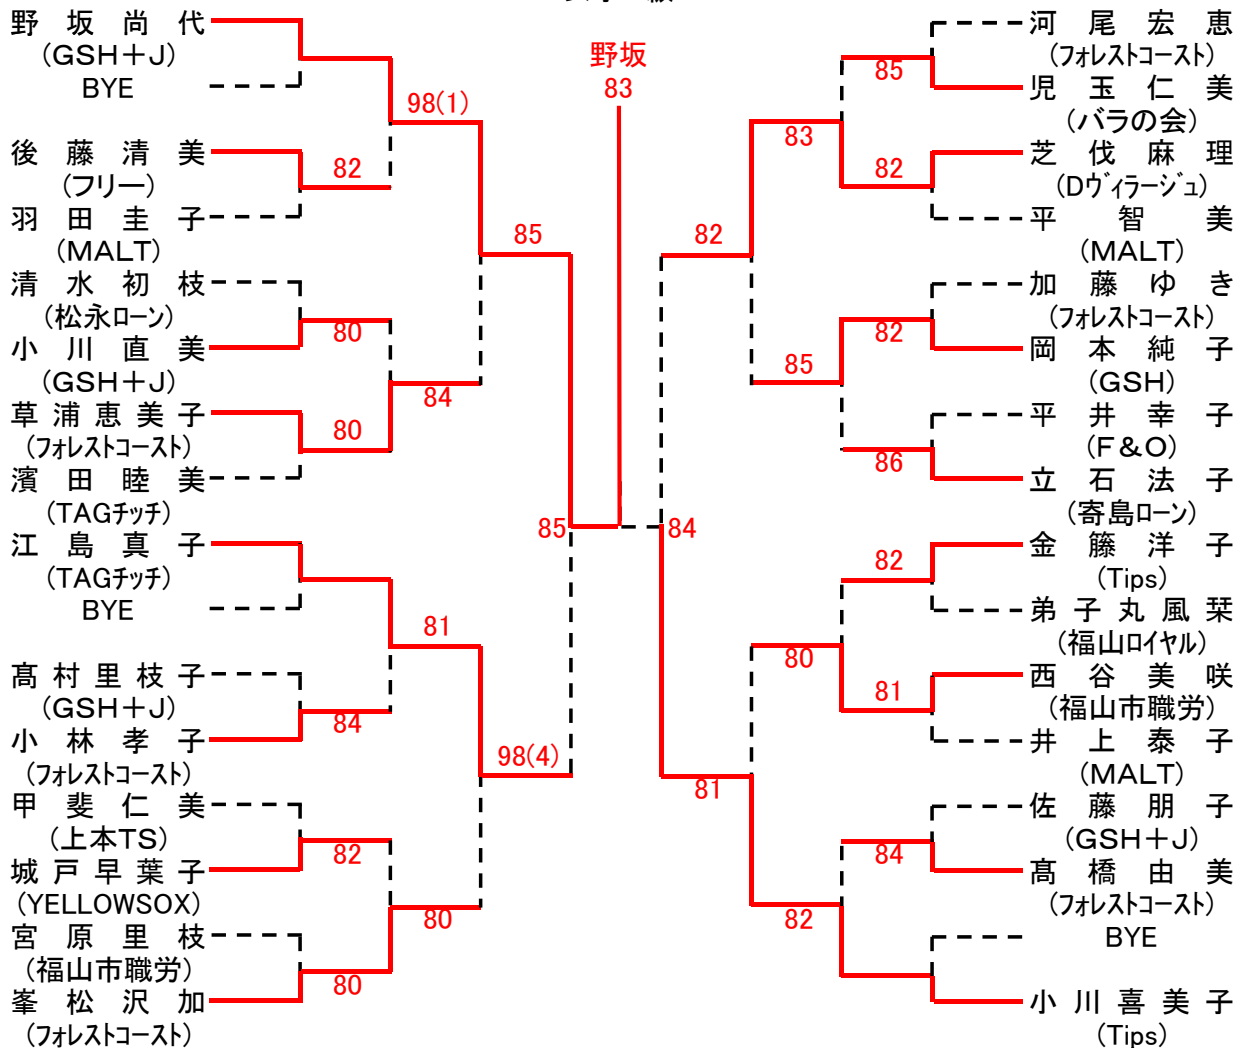 野坂尚代
(GSH+J)
BYE
後藤清美
(フリー)
羽田圭子
(MALT)
清水初枝
(松永ローン)
小川直美
(GSH+J)
草浦恵美子
(フォレストコースト)
濱田睦美
(TAGチッチ)
江島真子
(TAGチッチ)
BYE
髙村里枝子
(GSH+J)
小林孝子
(フォレストコースト)
甲斐仁美
(上本TS)
城戸早葉子
(YELLOWSOX)
宮原里枝
(福山市職労)
峯松沢加
(フォレストコースト)
82
80
80
84
82
80
98(1)
84
81
80
85
98(4)
85
野坂
83
84
82
81
83
85
80
82
85
82
82
86
82
81
84
河尾宏恵
(フォレストコースト)
児玉仁美
(バラの会)
芝伐麻理
(Dヴィラージュ)
平智美
(MALT)
加藤ゆき
(フォレストコースト)
岡本純子
(GSH)
平井幸子
(F&O)
立石法子
(寄島ローン)
金籐洋子
(Tips)
弟子丸風栞
(福山ロイヤル)
西谷美咲
(福山市職労)
井上泰子
(MALT)
佐藤朋子
(GSH+J)
髙橋由美
(フォレストコースト)
BYE
小川喜美子
(Tips)